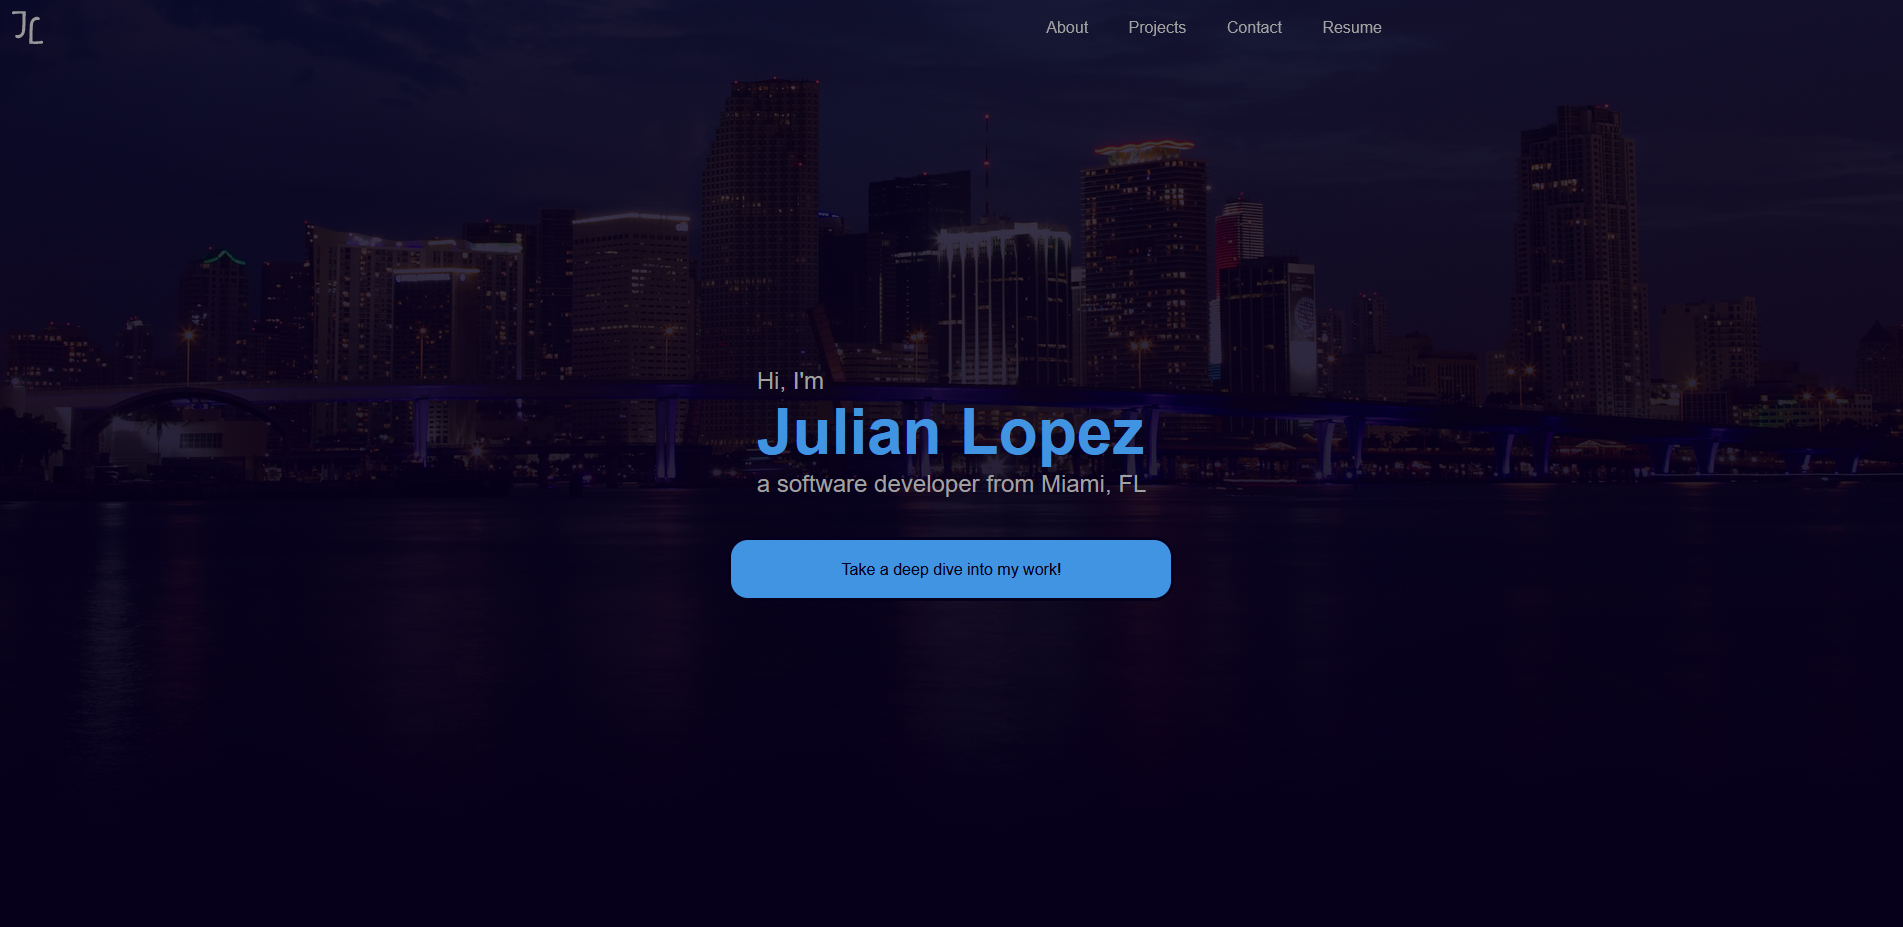 JL
About
Projects
Contact
Resume
Hi, I'm
Julian Lopez
a software developer from Miami, FL
Take a deep dive into my work!